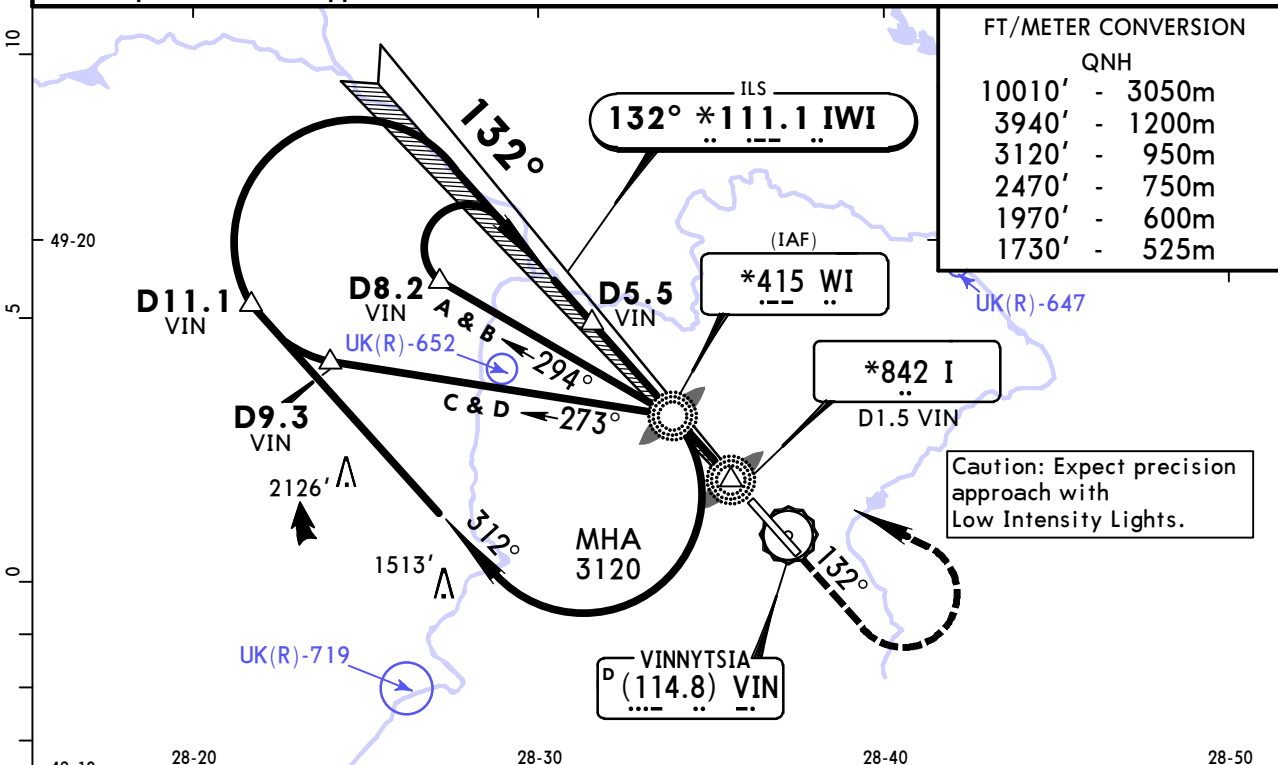 FT/METER CONVERSION
QNH
10010' - 3050m
3940' - 1200m
3120' - 950m
2470' - 750m
1970' - 600m
1730' - 525m
10
132°
ILS
132° *111.1 IWI
49-20
(IAF)
*415 WI
D8.2
VIN
D5.5
VIN
D11.1
VIN
UK(R)-647
A & B
294°
UK(R)-652
5
*842 I
D1.5 VIN
C & D
273°
D9.3
VIN
Caution: Expect precision
approach with
Low Intensity Lights.
2126'
312°
MHA
3120
1513'
132°
0
UK(R)-719
VINNYTSIA
D (114.8) VIN
28-20
28-30
28-40
28-50